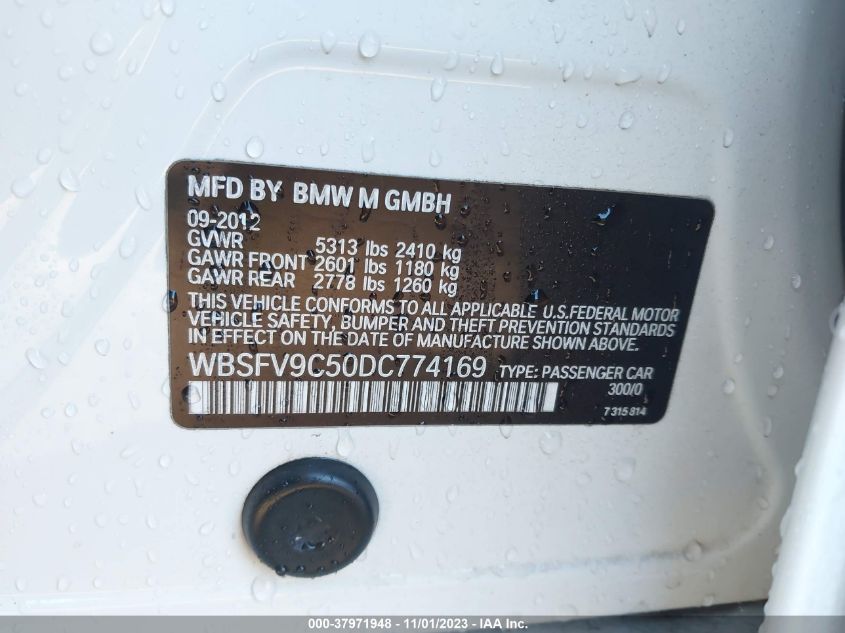 MFD BY BMW M GMBH
09-2012
GVWR 5313 lbs 2410 kg
GAWR FRONT 2601 lbs 1180 kg
GAWR REAR 2778 lbs 1260 kg
THIS VEHICLE CONFORMS TO ALL APPLICABLE U.S.FEDERAL MOTOR
VEHICLE SAFETY, BUMPER AND THEFT PREVENTION STANDARDS
IN EFFECT ON THE DATE OF MANUFACTURE SHOWN ABOVE.
WBSFV9C50DC774169 TYPE: PASSENGER CAR
300/0
7 315 814
000-37971948 - 11/01/2023 - IAA Inc.